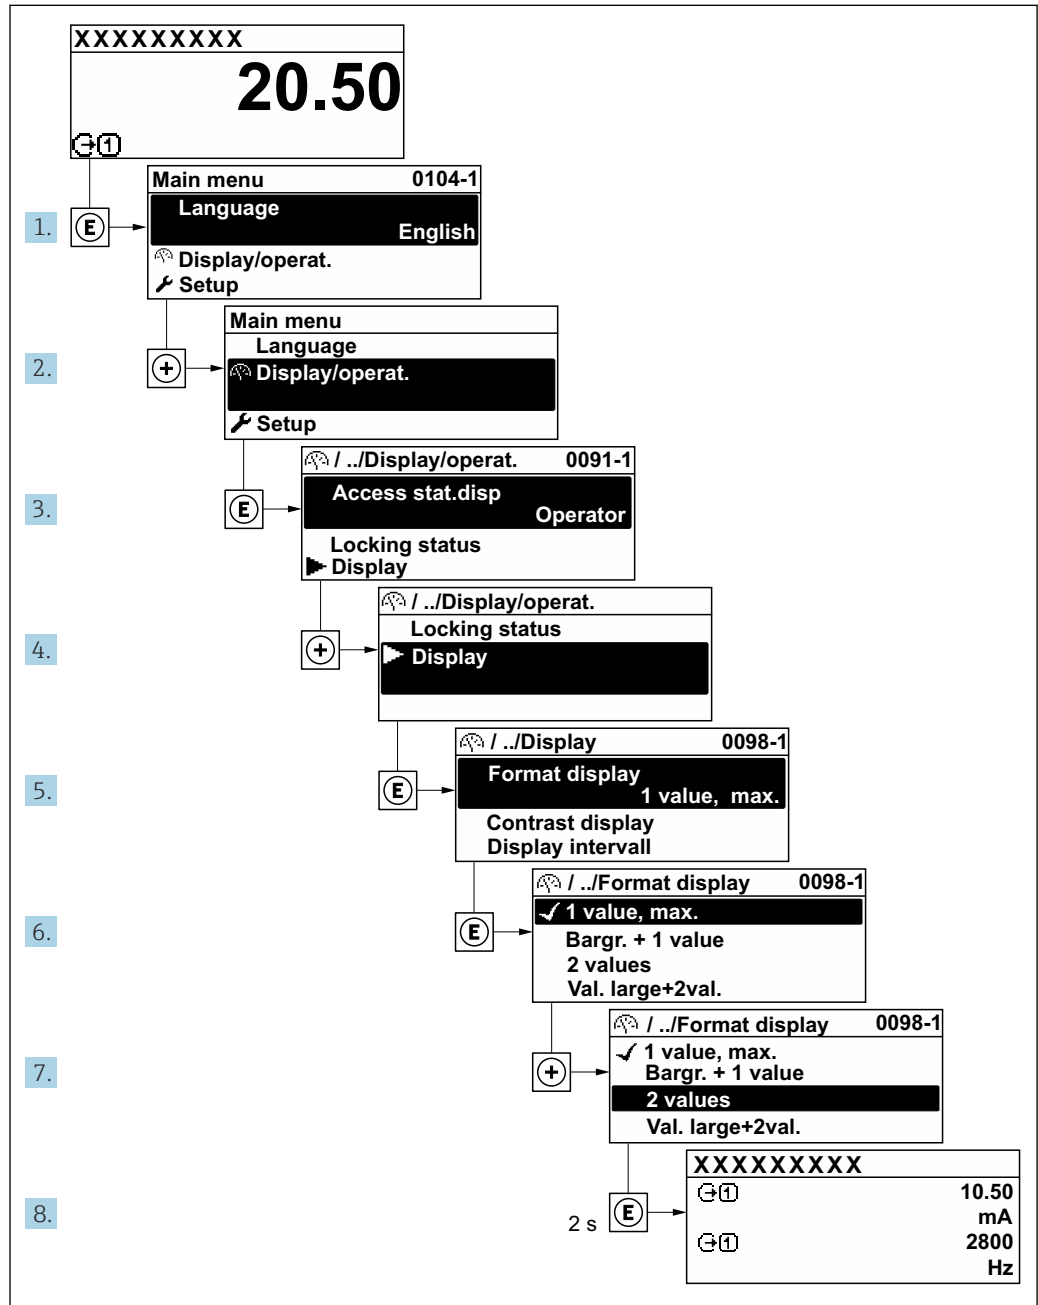 XXXXXXXXX
20.50
1
Main menu 0104-1
1. E Language
English
Display/operat.
Setup
Main menu
Language
2. + Display/operat.
Setup
/ ../Display/operat. 0091-1
3. E Access stat.disp
Operator
Locking status
Display
/ ../Display/operat.
Locking status
4. + Display
/ ../Display 0098-1
5. E Format display
1 value, max.
Contrast display
Display intervall
/ ../Format display 0098-1
1 value, max.
6. E Bargr. + 1 value
2 values
Val. large+2val.
/ ../Format display 0098-1
1 value, max.
7. + Bargr. + 1 value
2 values
Val. large+2val.
XXXXXXXXX
1 10.50
8. 2 s E mA
1 2800
Hz